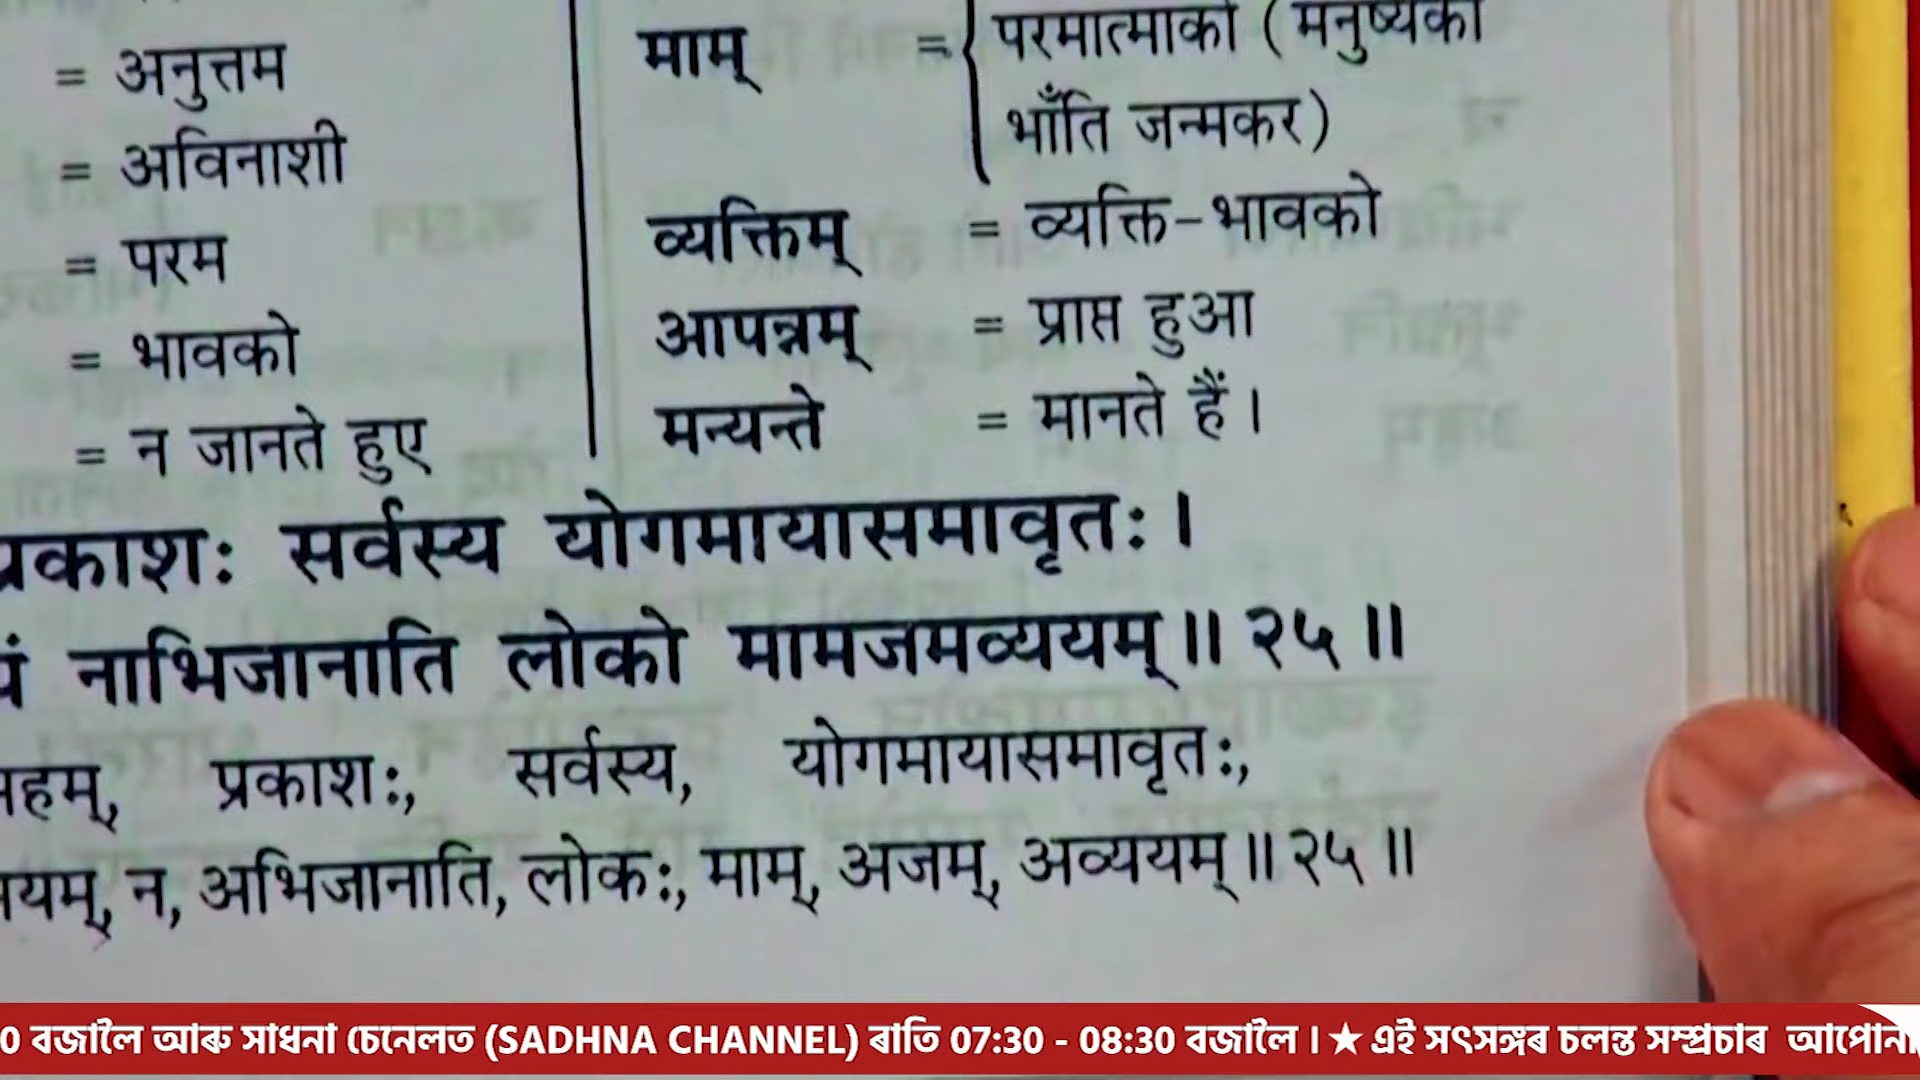 = अनुत्तम
= अविनाशी
= परम
= भावको
= न जानते हुए
माम् = परमात्माको (मनुष्यकी
भाँति जन्मकर)
व्यक्तिम् = व्यक्ति-भावको
आपन्नम् = प्राप्त हुआ
मन्यन्ते = मानते हैं।
प्रकाशः सर्वस्य योगमायासमावृतः।
नाभिजानाति लोको मामजमव्ययम्॥ २५॥
प्रकाशः, सर्वस्य, योगमायासमावृतः,
न, अभिजानाति, लोकः, माम्, अजम्, अव्ययम्॥ २५॥
0 বজালৈ আৰু সাধনা চেনেলত (SADHNA CHANNEL) ৰাতি 07:30 - 08:30 বজালৈ। ★ এই সৎসঙ্গৰ চলন্ত সম্প্ৰচাৰ